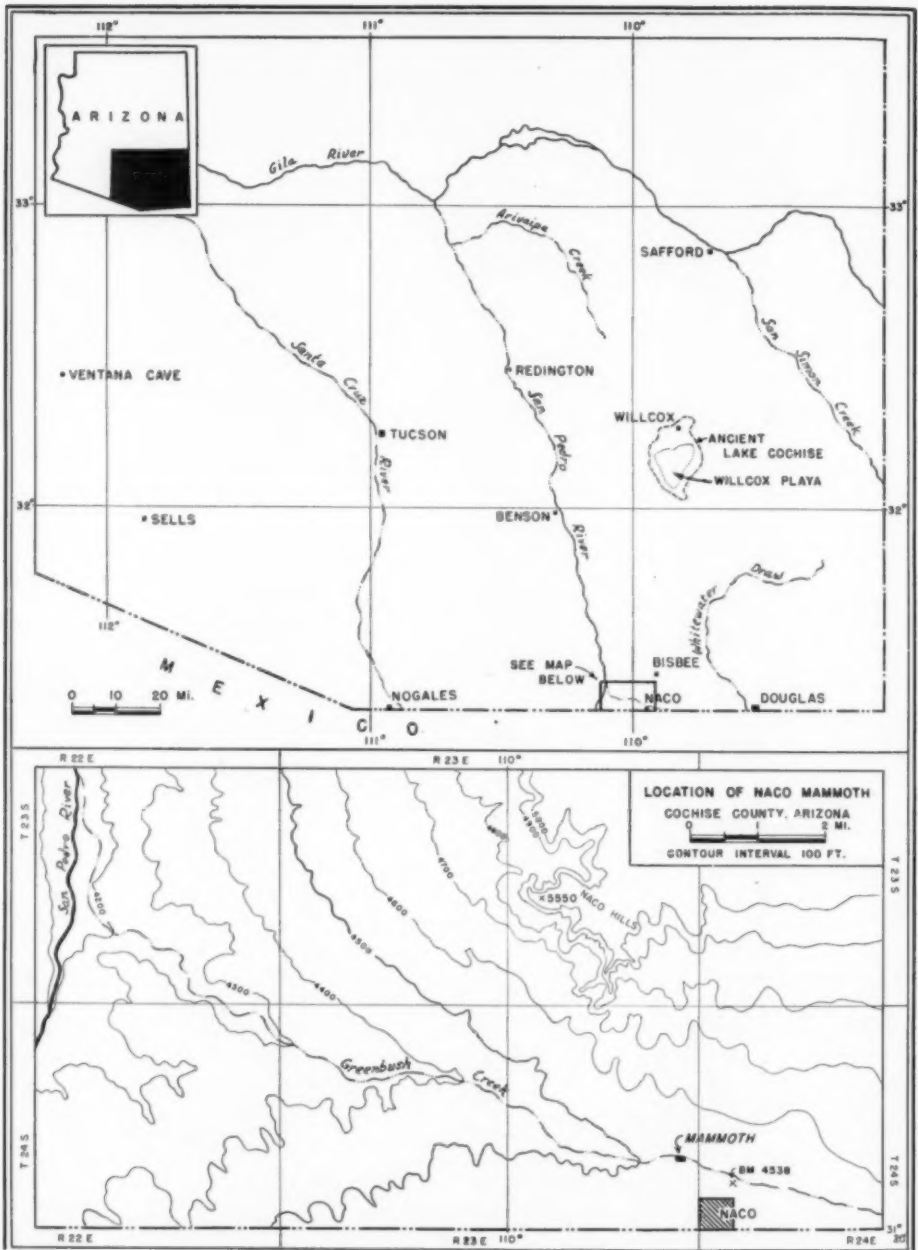 112°
111°
110°
ARIZONA
Gila River
33°
33°
Arivaipa Creek
SAFFORD
San Simon Creek
Santa Cruz River
VENTANA CAVE
REDINGTON
TUCSON
San Pedro River
WILLCOX
ANCIENT
LAKE COCHISE
WILLCOX PLAYA
32°
32°
SELLS
BENSON
Whitewater Draw
112°
MEXICO
SEE MAP
BELOW
BISBEE
NACO
0 10 20 Mi.
NOGALES
DOUGLAS
111°
110°
R 22 E
R 23 E
110°
T 23 S
San Pedro River
4200
4300
4400
4500
4600
4700
4900
5000
×5550
NACO HILLS
LOCATION OF NACO MAMMOTH
COCHISE COUNTY, ARIZONA
0 1 2 MI.
CONTOUR INTERVAL 100 FT.
T 23 S
Greenbush Creek
T 24 S
MAMMOTH
BM 4538
×
T 24 S
NACO
31°
20'
R 22 E
R 23 E
110°
R 24 E